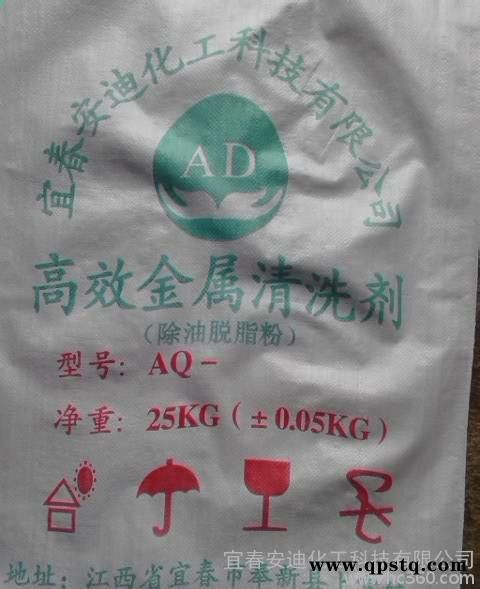 宜春安迪化工科技有限公司
AD
高效金属清洗剂
（除油脱脂粉）
型号：AQ-
净重：25KG（±0.05KG）
宜春安迪化工科技有限公司
www.qpstq.com
地址：江西省宜春市奉新县
www.hc360.com